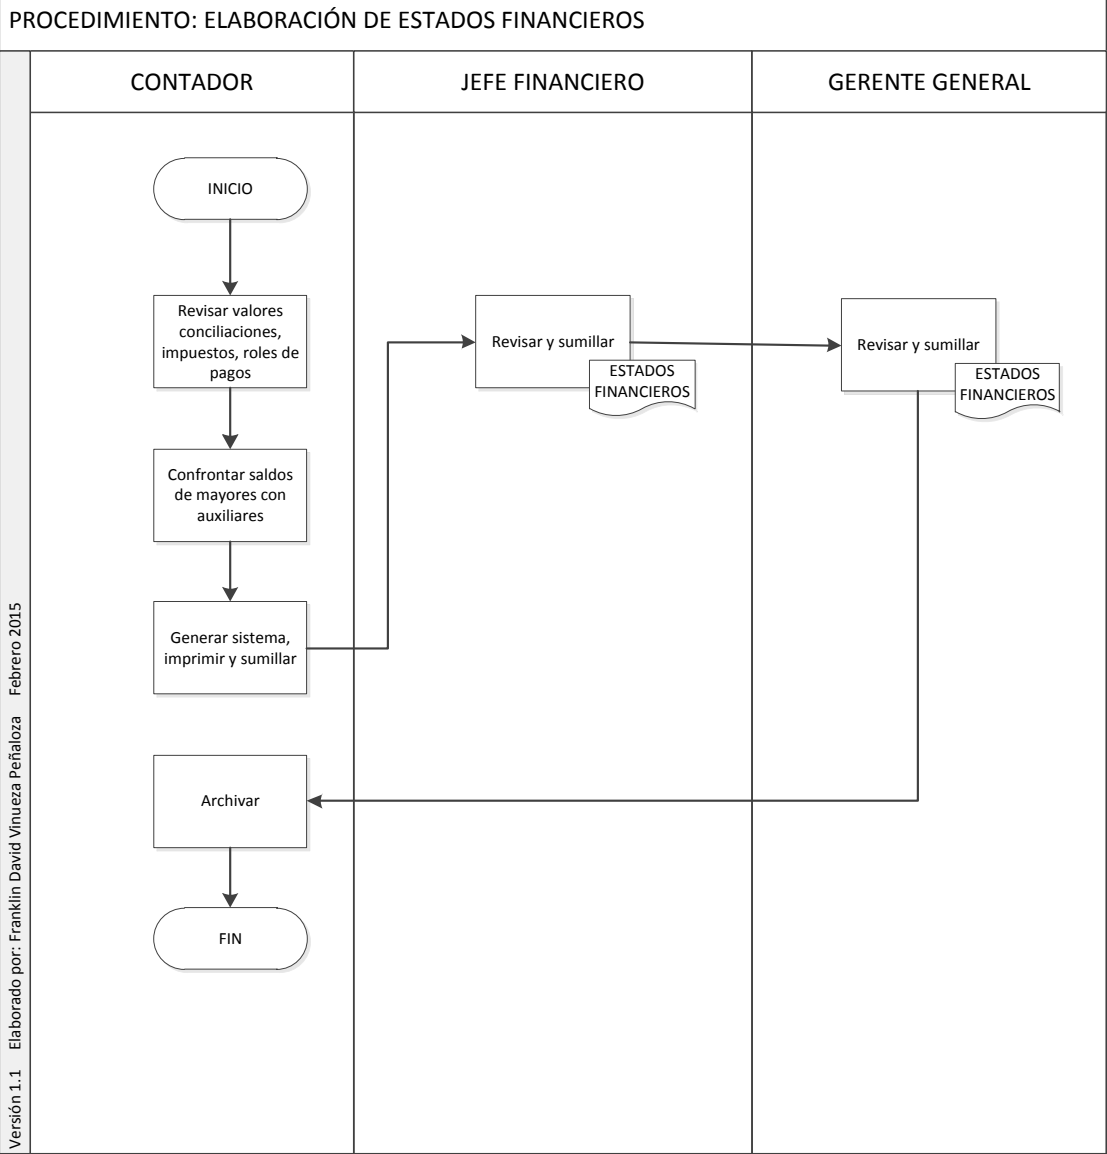 PROCEDIMIENTO: ELABORACIÓN DE ESTADOS FINANCIEROS
CONTADOR
JEFE FINANCIERO
GERENTE GENERAL
INICIO
Revisar valores
conciliaciones,
impuestos, roles de
pagos
Confrontar saldos
de mayores con
auxiliares
Generar sistema,
imprimir y sumillar
Revisar y sumillar
ESTADOS
FINANCIEROS
Revisar y sumillar
ESTADOS
FINANCIEROS
Archivar
FIN
Versión 1.1 Elaborado por: Franklin David Vinueza Peñaloza Febrero 2015